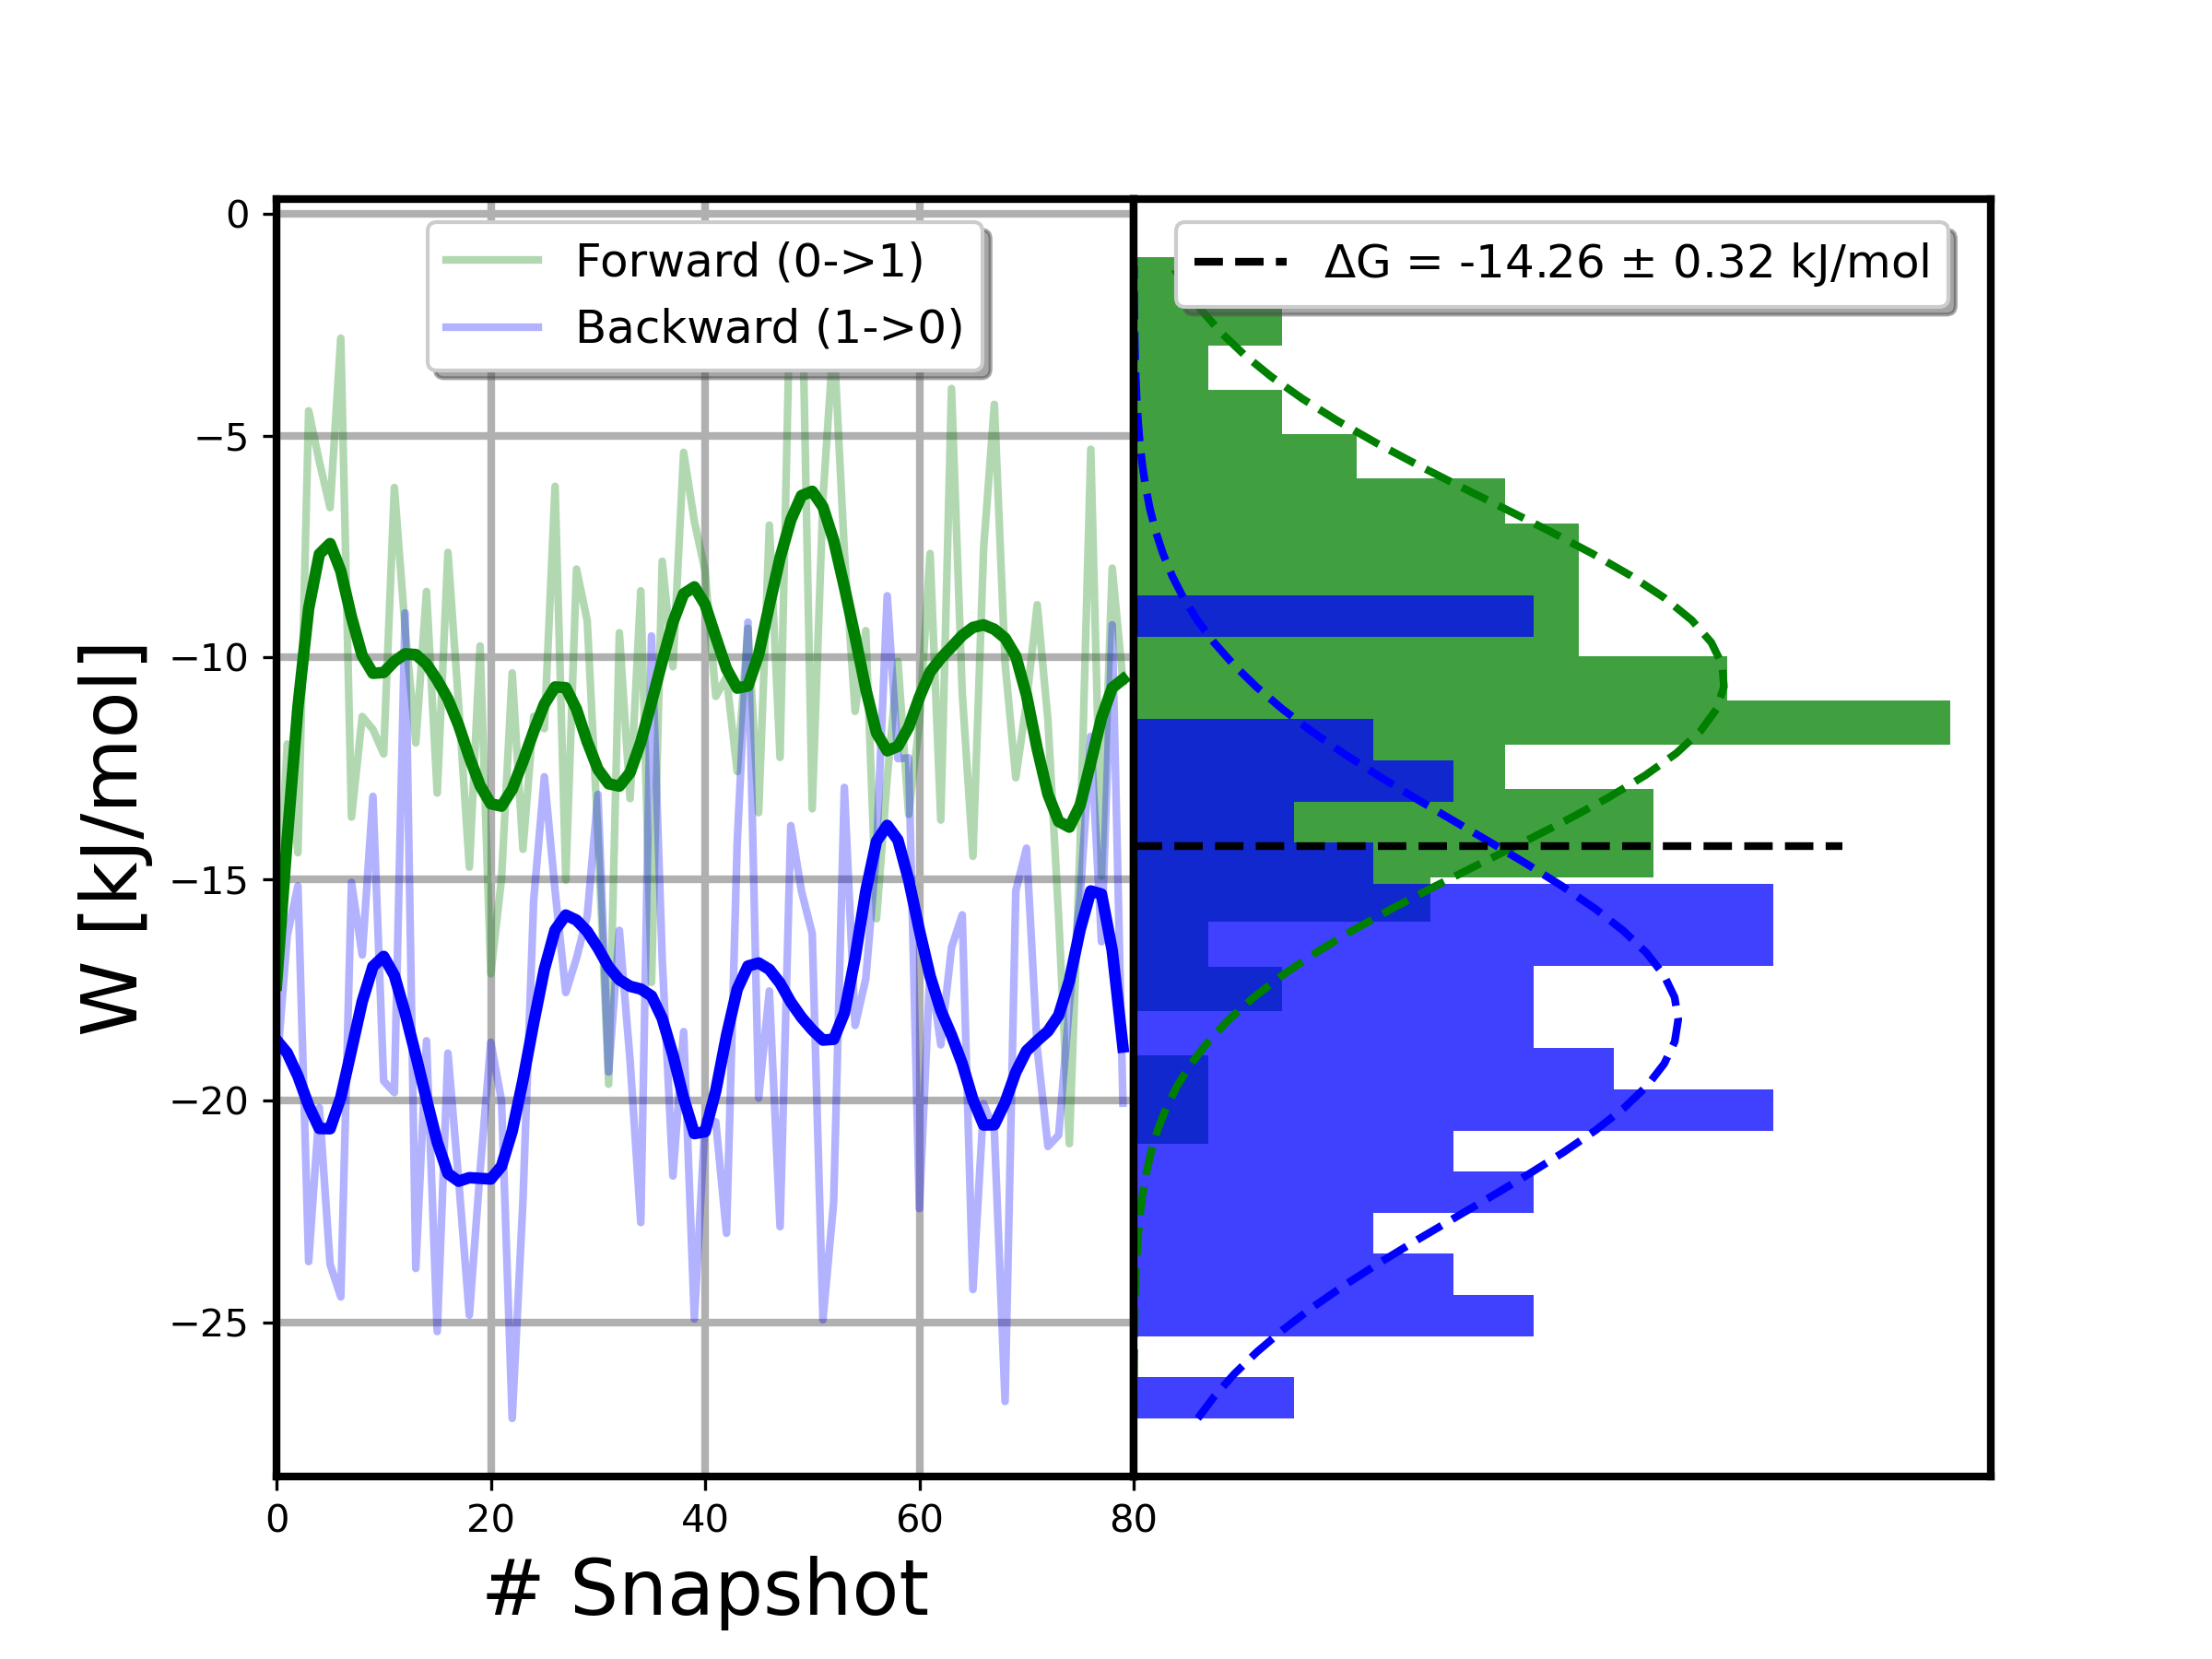 W [kJ/mol]
0
−5
−10
−15
−20
−25
Forward (0->1)
Backward (1->0)
ΔG = -14.26 ± 0.32 kJ/mol
0
20
40
60
80
# Snapshot